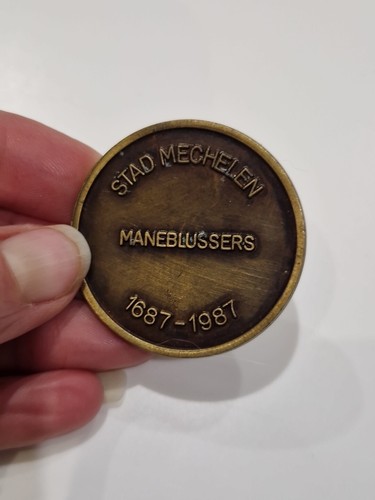 STAD MECHELEN
MANEBLUSSERS
1687-1987